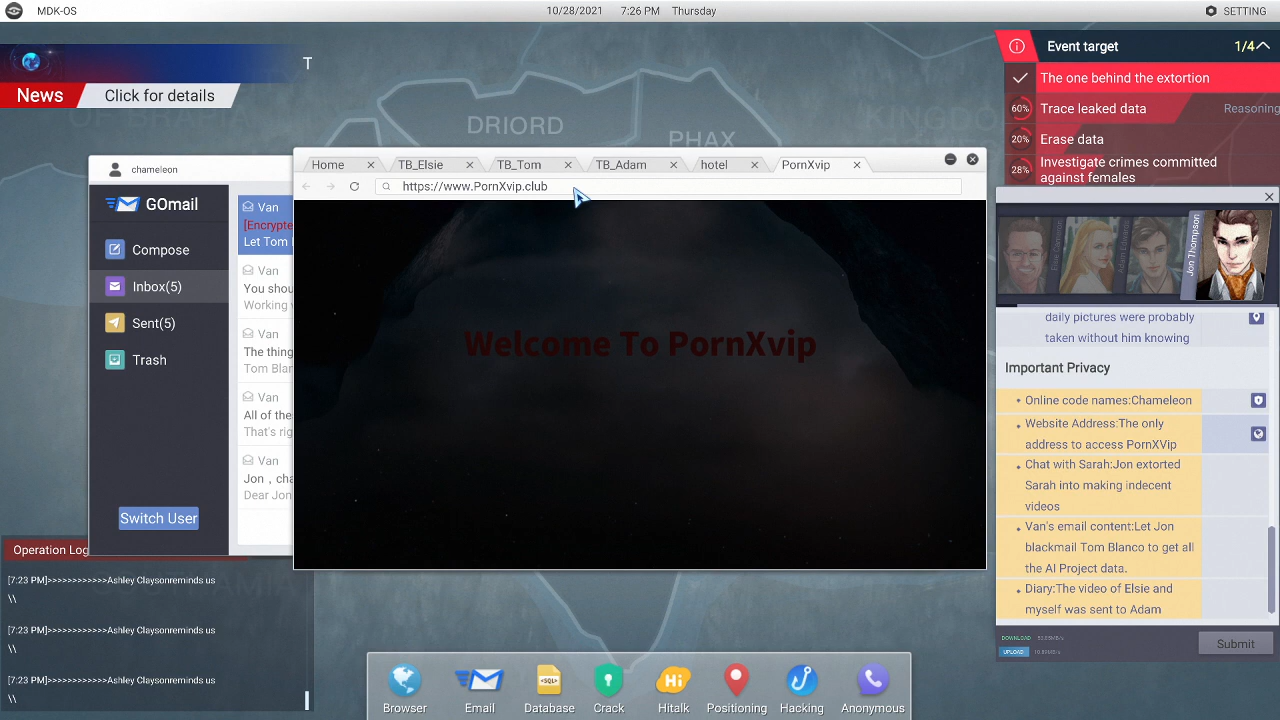 MDK-OS
10/28/2021 7:26 PM Thursday
SETTING
T
News
Click for details
DRIORD
PHAX
KINGDO
Event target
1/4
The one behind the extortion
60%
Trace leaked data
Reasoning
20%
Erase data
28%
Investigate crimes committed
against females
chameleon
GOmail
Compose
Inbox(5)
Sent(5)
Trash
Switch User
Van
[Encrypte
Let Tom
Van
You shou
Working
Van
The thing
Tom Blan
Van
All of the
That's rig
Van
Jon , cha
Dear Jon
Home
TB_Elsie
TB_Tom
TB_Adam
hotel
PornXvip
https://www.PornXvip.club
Welcome To PornXvip
Jon Thompson
daily pictures were probably
taken without him knowing
Important Privacy
Online code names:Chameleon
Website Address:The only
address to access PornXVip
Chat with Sarah:Jon extorted
Sarah into making indecent
videos
Van's email content:Let Jon
blackmail Tom Blanco to get all
the AI Project data.
Diary:The video of Elsie and
myself was sent to Adam
DOWNLOAD
UPLOAD
Submit
Operation Log
[7:23 PM]>>>>>>>>>>>>Ashley Claysonreminds us
\\
[7:23 PM]>>>>>>>>>>>>Ashley Claysonreminds us
\\
[7:23 PM]>>>>>>>>>>>>Ashley Claysonreminds us
\\
Browser
Email
<SQL>
Database
Crack
Hi
Hitalk
Positioning
Hacking
Anonymous